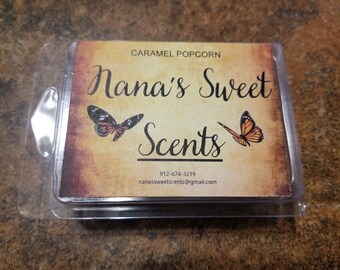 CARAMEL POPCORN
Nana's Sweet
Scents
912-674-3219
nanassweetscents@gmail.com